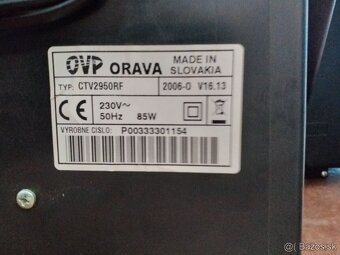 OVP ORAVA MADE IN SLOVAKIA
TYP: CTV2950RF 2006-0 V16.13
CE 230V~
50Hz 85W
VYROBNE CISLO: P00333301154
bazos.sk